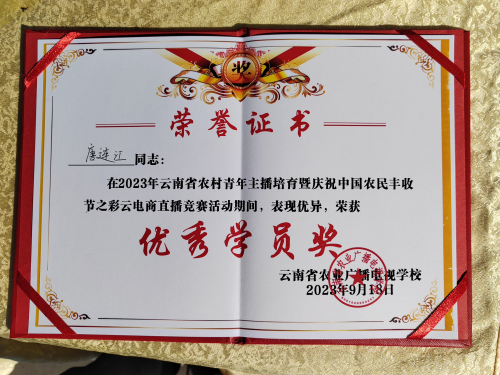 奖
荣誉证书
唐连江 同志：
在2023年云南省农村青年主播培育暨庆祝中国农民丰收
节之彩云电商直播竞赛活动期间，表现优异，荣获
优秀学员奖
云南省农业广播电视学校
2023年9月13日